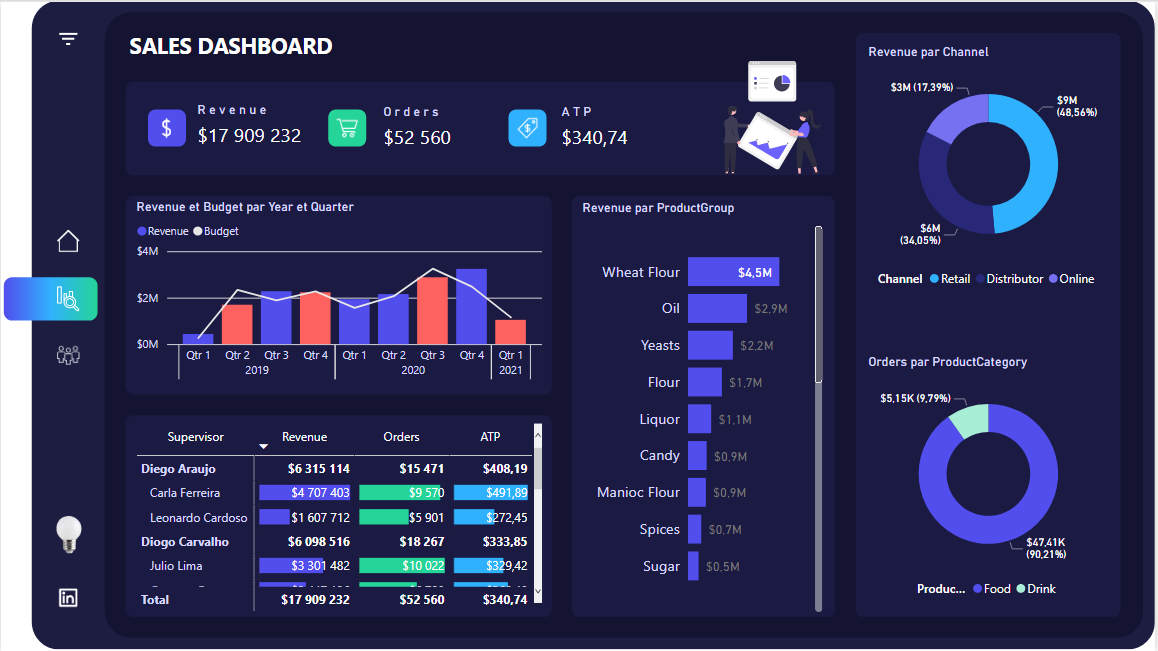 SALES DASHBOARD
Revenue
$17 909 232
Orders
$52 560
ATP
$340,74
Revenue et Budget par Year et Quarter
Revenue Budget
$4M
$2M
$0M
Qtr 1 Qtr 2 Qtr 3 Qtr 4 Qtr 1 Qtr 2 Qtr 3 Qtr 4 Qtr 1
2019 2020 2021
Supervisor Revenue Orders ATP
Diego Araujo $6 315 114 $15 471 $408,19
Carla Ferreira $4 707 403 $9 570 $491,89
Leonardo Cardoso $1 607 712 $5 901 $272,45
Diogo Carvalho $6 098 516 $18 267 $333,85
Julio Lima $3 301 482 $10 022 $329,42
Total $17 909 232 $52 560 $340,74
Revenue par ProductGroup
Wheat Flour $4,5M
Oil $2,9M
Yeasts $2,2M
Flour $1,7M
Liquor $1,1M
Candy $0,9M
Manioc Flour $0,9M
Spices $0,7M
Sugar $0,5M
Revenue par Channel
$3M (17,39%)
$9M
(48,56%)
$6M
(34,05%)
Channel Retail Distributor Online
Orders par ProductCategory
$5,15K (9,79%)
$47,41K
(90,21%)
Produc... Food Drink
in